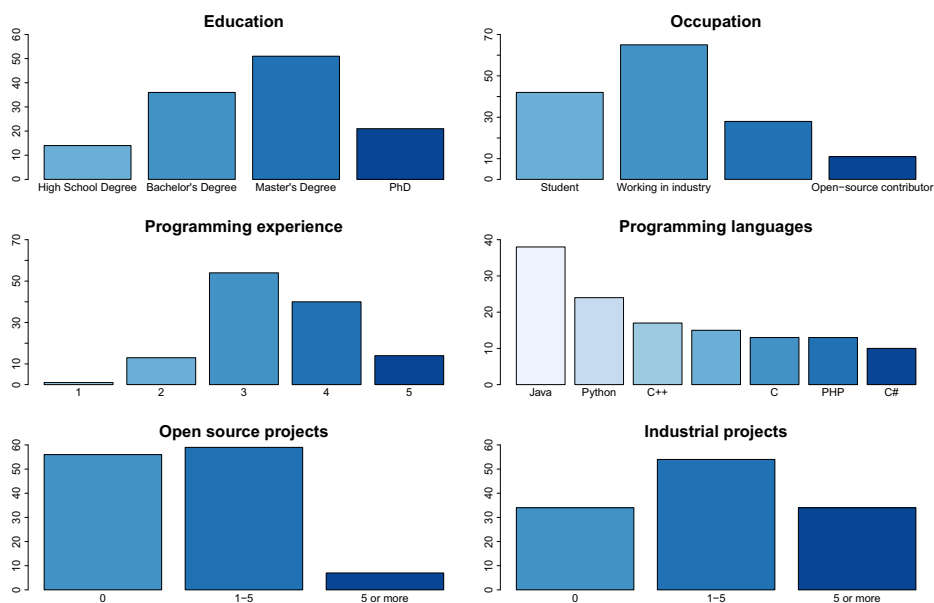 Education
0 10 20 30 40 50 60
High School Degree Bachelor's Degree Master's Degree PhD
Occupation
0 10 30 50 70
Student Working in industry Open−source contributor
Programming experience
0 10 30 50 70
1 2 3 4 5
Programming languages
0 10 20 30 40
Java Python C++ C PHP C#
Open source projects
0 10 20 30 40 50 60
0 1−5 5 or more
Industrial projects
0 10 20 30 40 50 60
0 1−5 5 or more